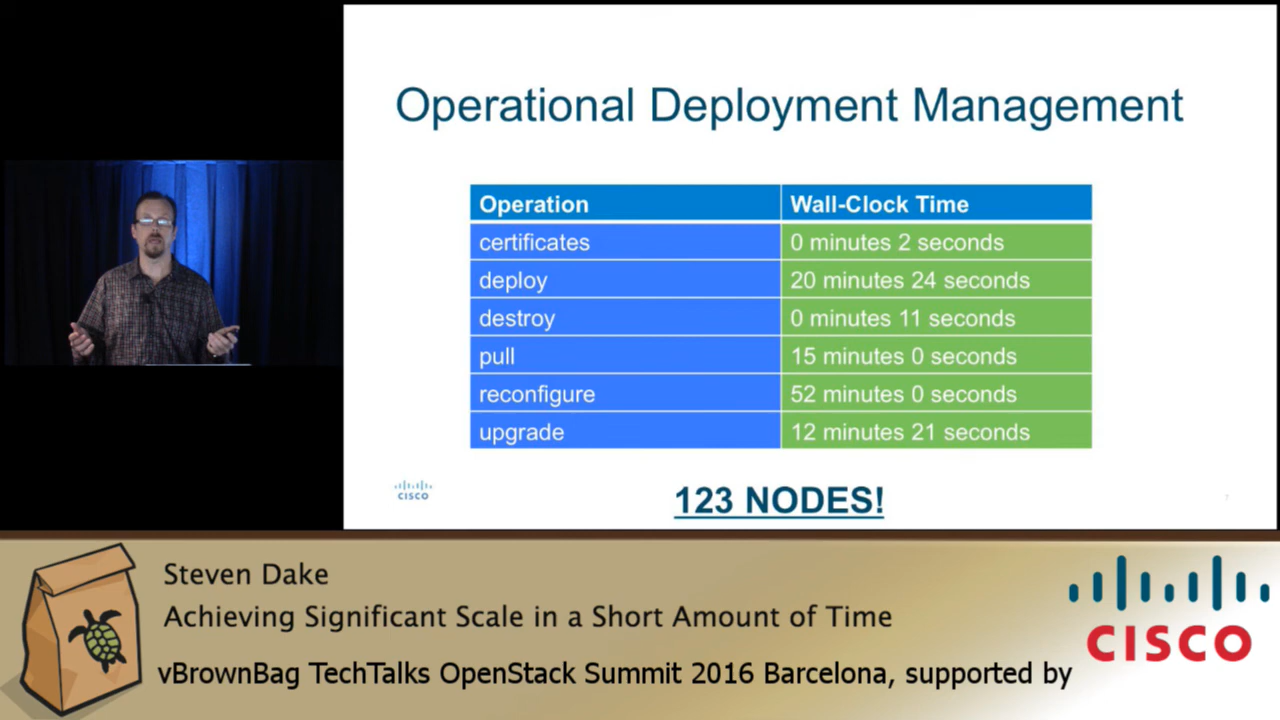 Operational Deployment Management
Operation Wall-Clock Time
certificates 0 minutes 2 seconds
deploy 20 minutes 24 seconds
destroy 0 minutes 11 seconds
pull 15 minutes 0 seconds
reconfigure 52 minutes 0 seconds
upgrade 12 minutes 21 seconds
CISCO
123 NODES!
7
Steven Dake
Achieving Significant Scale in a Short Amount of Time
vBrownBag TechTalks OpenStack Summit 2016 Barcelona, supported by
CISCO